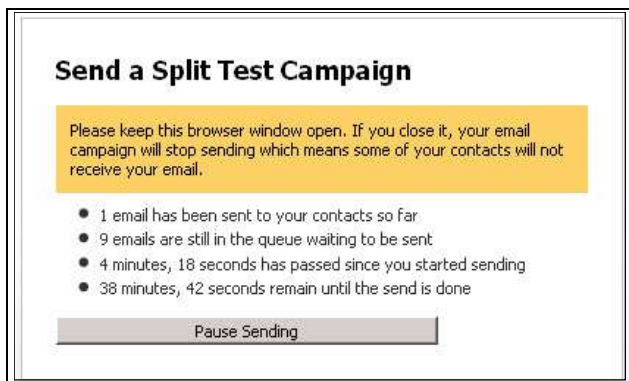 Send a Split Test Campaign
Please keep this browser window open. If you close it, your email
campaign will stop sending which means some of your contacts will not
receive your email.
1 email has been sent to your contacts so far
9 emails are still in the queue waiting to be sent
4 minutes, 18 seconds has passed since you started sending
38 minutes, 42 seconds remain until the send is done
Pause Sending